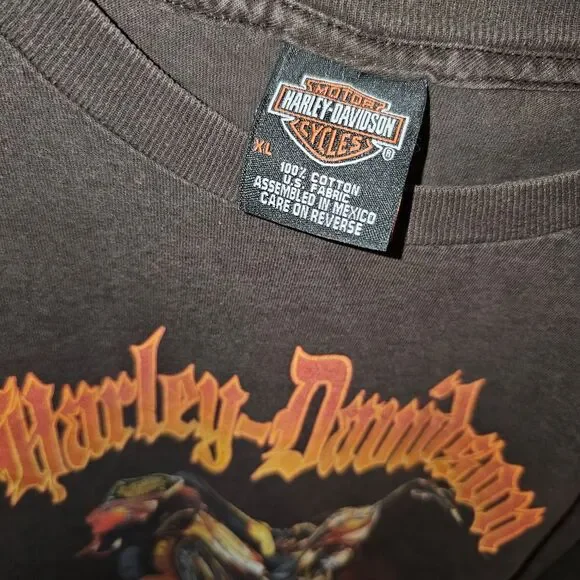 MOTOR
HARLEY-DAVIDSON
CYCLES
®
XL
100% COTTON
U.S. FABRIC
ASSEMBLED IN MEXICO
CARE ON REVERSE
Harley-Davidson